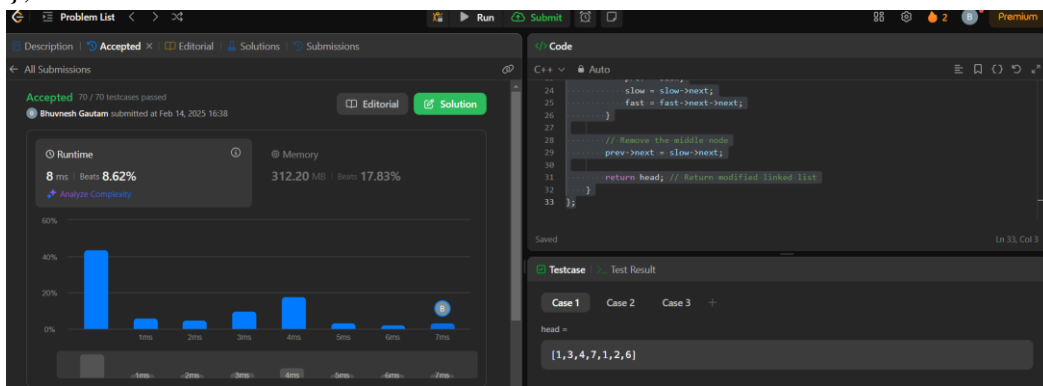 };
Problem List
Run
Submit
2
B
Premium
Description
Accepted
Editorial
Solutions
Submissions
All Submissions
Accepted 70 / 70 testcases passed
B Bhuvnesh Gautam submitted at Feb 14, 2025 16:38
Editorial
Solution
Runtime
8 ms | Beats 8.62%
Analyze Complexity
Memory
312.20 MB | Beats 17.83%
60%
40%
20%
0%
B
1ms 2ms 3ms 4ms 5ms 6ms 7ms
1ms 2ms 3ms 4ms 5ms 6ms 7ms
</> Code
C++ Auto
24 slow = slow->next;
25 fast = fast->next->next;
26 }
27
28 // Remove the middle node
29 prev->next = slow->next;
30
31 return head; // Return modified linked list
32 }
33 };
Saved
Ln 33, Col 3
Testcase
>_ Test Result
Case 1 Case 2 Case 3 +
head =
[1,3,4,7,1,2,6]